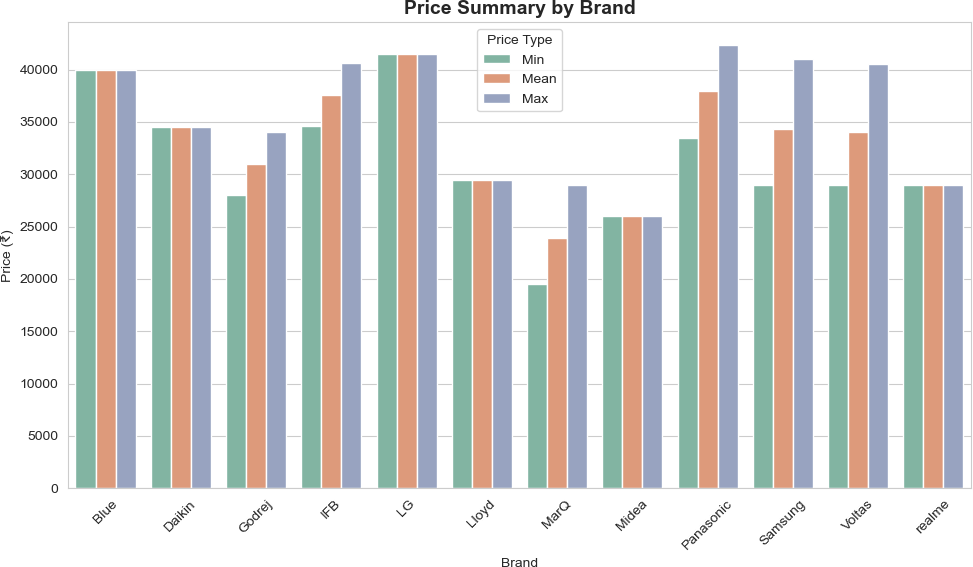 Price Summary by Brand
Price Type
Min
Mean
Max
Price (₹)
40000
35000
30000
25000
20000
15000
10000
5000
0
Blue
Daikin
Godrej
IFB
LG
Lloyd
MarQ
Midea
Panasonic
Samsung
Voltas
realme
Brand